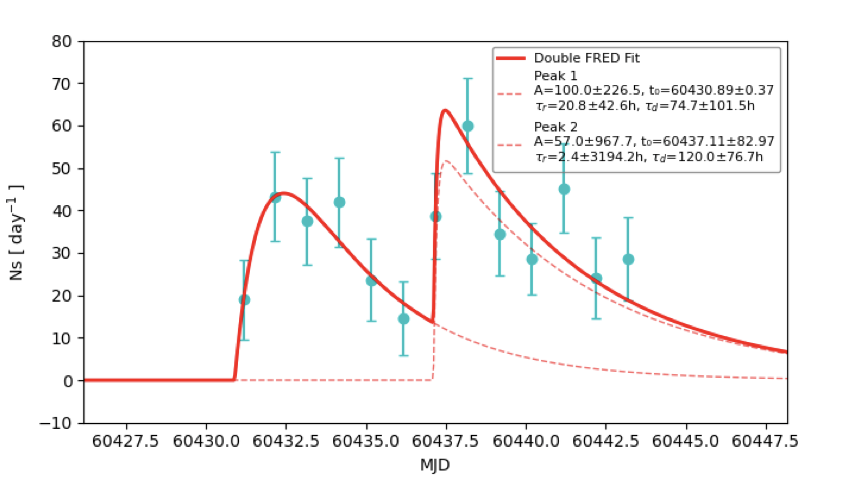 80
70
60
50
40
30
20
10
0
−10
Ns [ day⁻¹ ]
60427.5 60430.0 60432.5 60435.0 60437.5 60440.0 60442.5 60445.0 60447.5
MJD
Double FRED Fit
Peak 1
A=100.0±226.5, t₀=60430.89±0.37
τᵣ=20.8±42.6h, τ_d=74.7±101.5h
Peak 2
A=57.0±967.7, t₀=60437.11±82.97
τᵣ=2.4±3194.2h, τ_d=120.0±76.7h